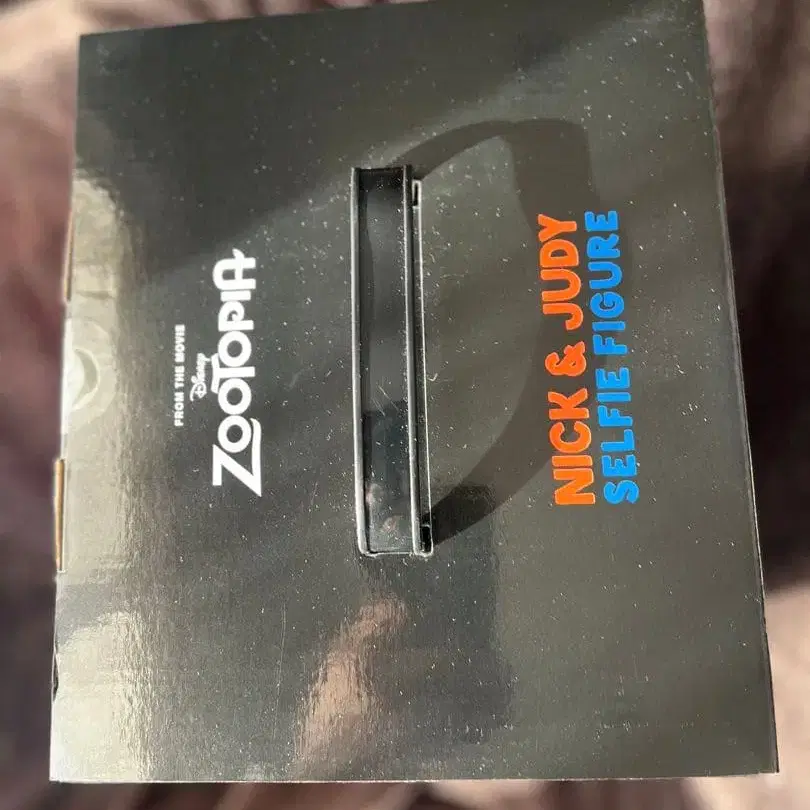 FROM THE MOVIE
Disney
ZOOTOPIA
NICK & JUDY
SELFIE FIGURE